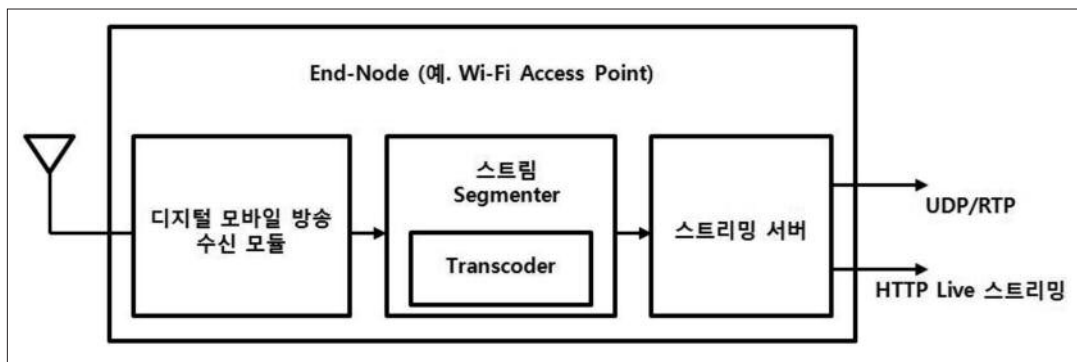 End-Node (예. Wi-Fi Access Point)
디지털 모바일 방송
수신 모듈
스트림
Segmenter
Transcoder
스트리밍 서버
UDP/RTP
HTTP Live 스트리밍